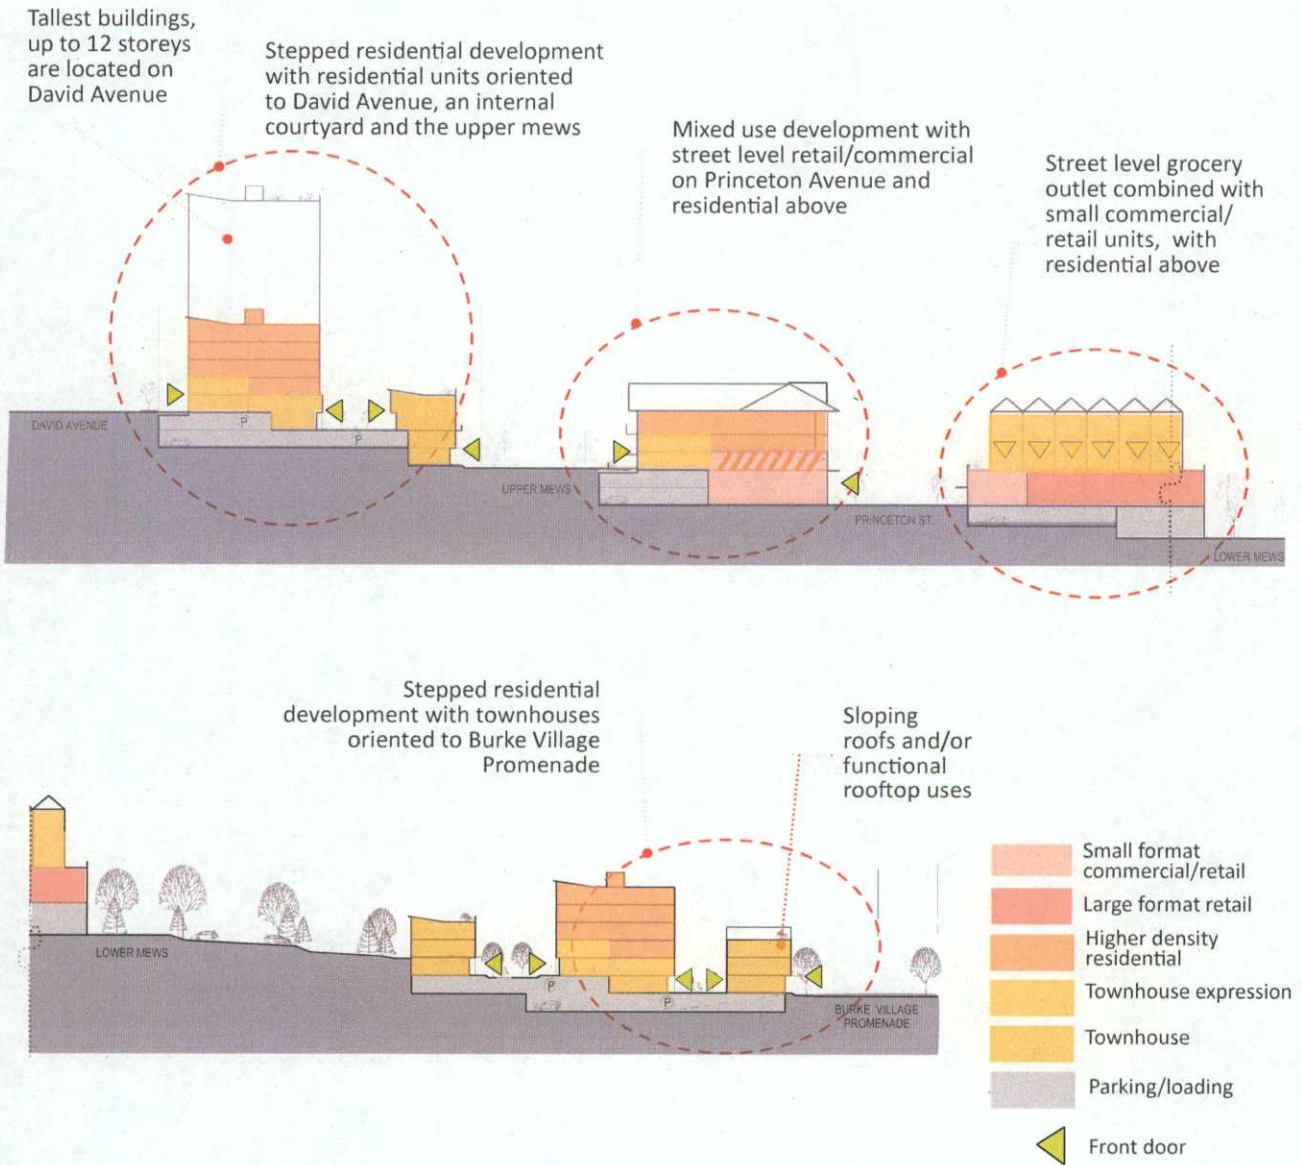 Tallest buildings,
up to 12 storeys
are located on
David Avenue
Stepped residential development
with residential units oriented
to David Avenue, an internal
courtyard and the upper mews
Mixed use development with
street level retail/commercial
on Princeton Avenue and
residential above
Street level grocery
outlet combined with
small commercial/
retail units, with
residential above
DAVID AVENUE
P
P
UPPER MEWS
PRINCETON ST.
LOWER MEWS
Stepped residential
development with townhouses
oriented to Burke Village
Promenade
Sloping
roofs and/or
functional
rooftop uses
LOWER MEWS
P
P
BURKE VILLAGE
PROMENADE
Small format
commercial/retail
Large format retail
Higher density
residential
Townhouse expression
Townhouse
Parking/loading
Front door